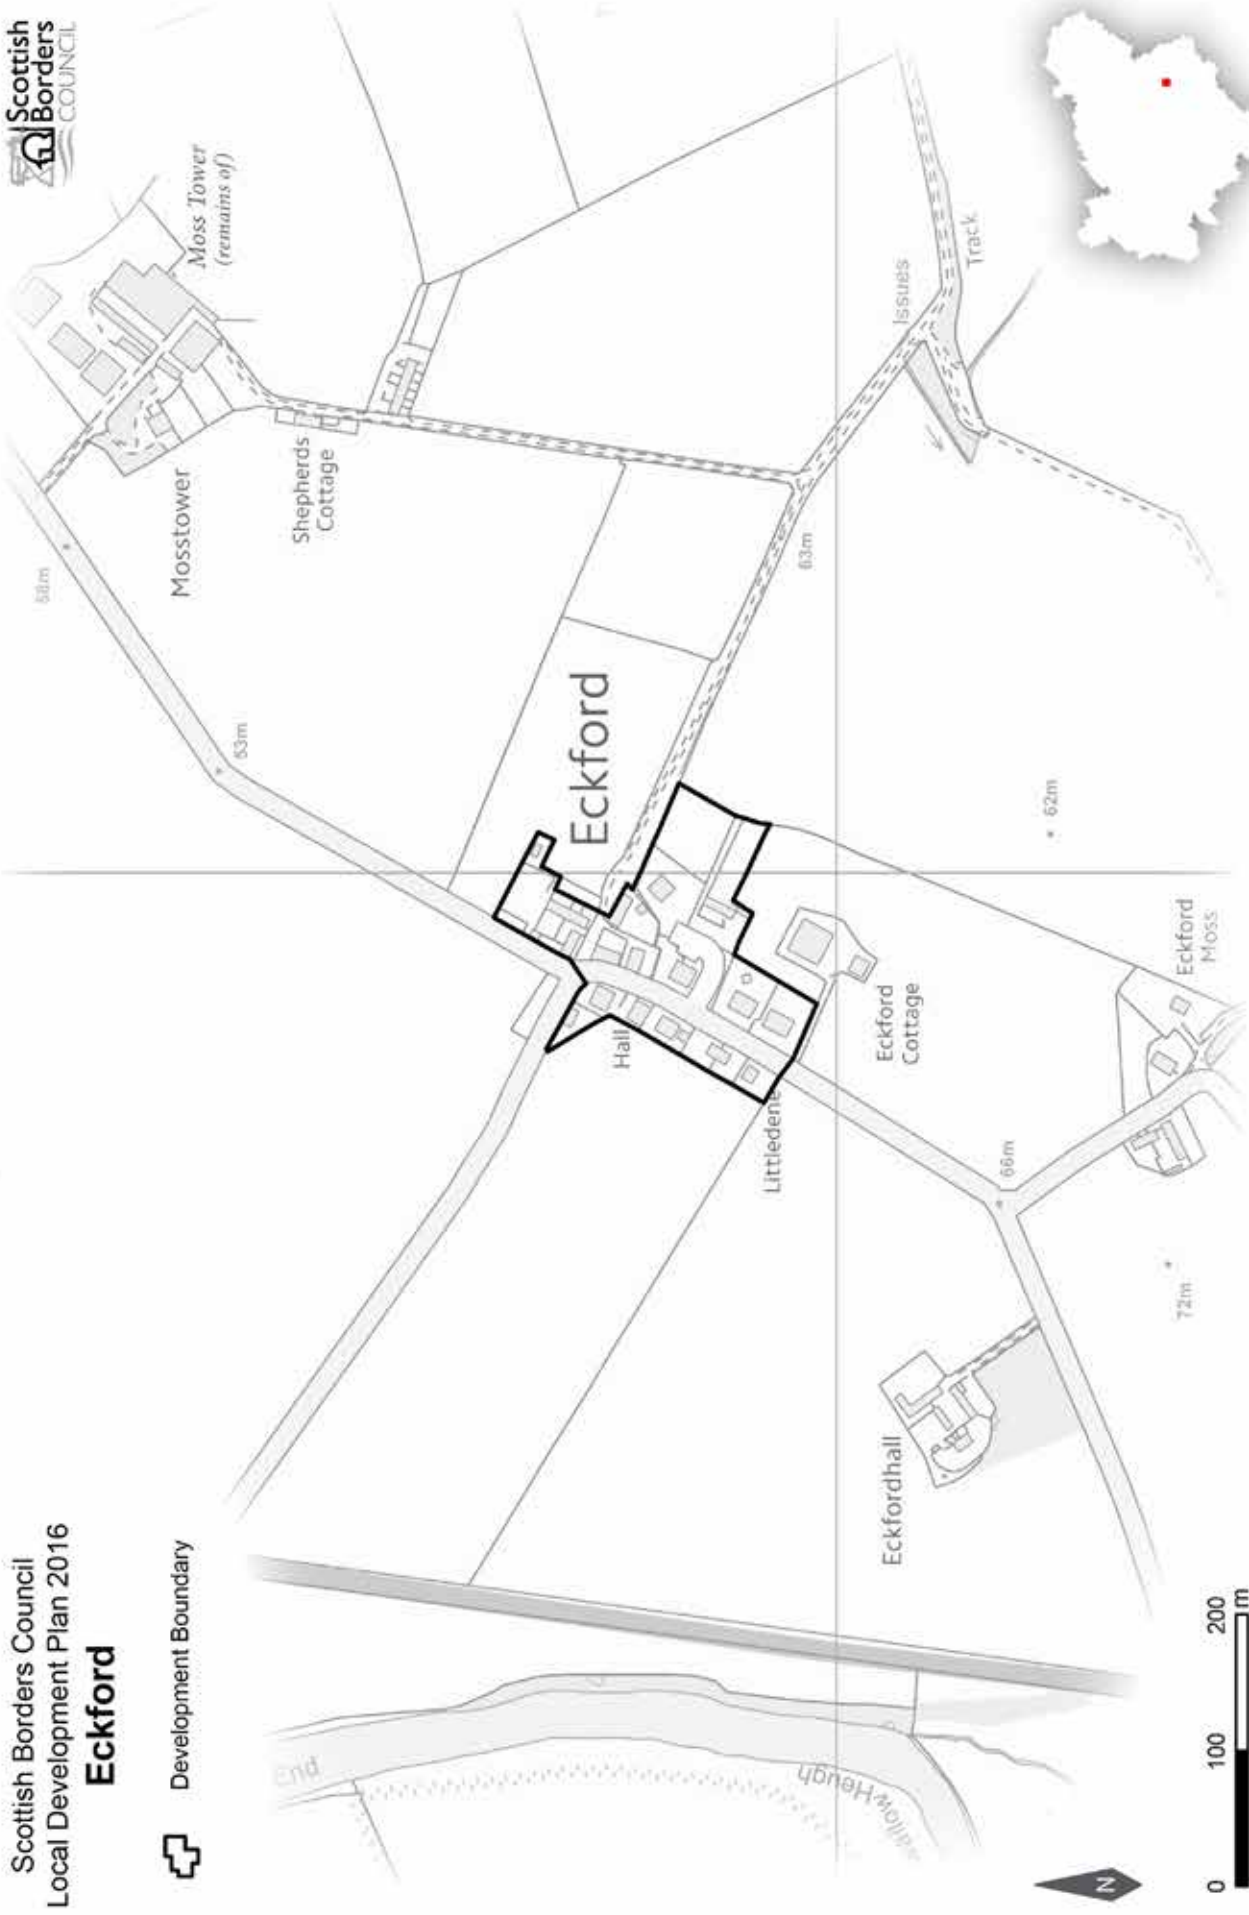 Scottish Borders Council
Local Development Plan 2016
Eckford
Development Boundary
Scottish
Borders
COUNCIL
Moss Tower
(remains of)
Mosstower
68m
Shepherds
Cottage
53m
Eckford
Issues
Track
63m
62m
Hall
Littledene
Eckford
Cottage
Eckford
Moss
66m
72m
Eckfordhall
End
Heugh
N
0
100
200
m